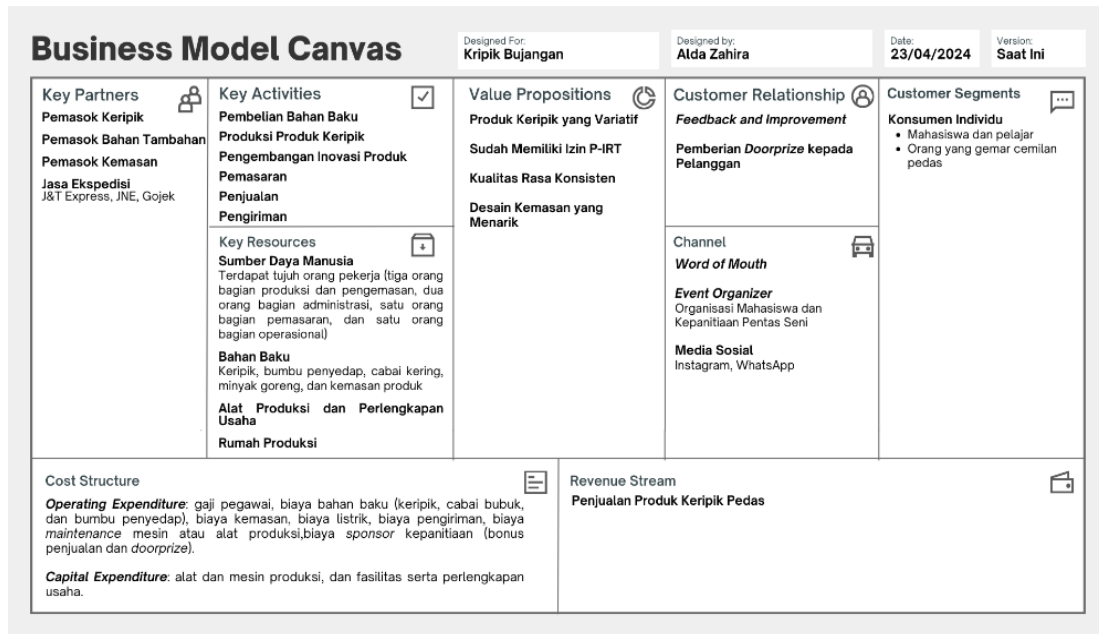 Business Model Canvas
Designed For:
Kripik Bujangan
Designed by:
Alda Zahira
Date:
23/04/2024
Version:
Saat Ini
Key Partners
Pemasok Keripik
Pemasok Bahan Tambahan
Pemasok Kemasan
Jasa Ekspedisi
J&T Express, JNE, Gojek
Key Activities
Pembelian Bahan Baku
Produksi Produk Keripik
Pengembangan Inovasi Produk
Pemasaran
Penjualan
Pengiriman
Key Resources
Sumber Daya Manusia
Terdapat tujuh orang pekerja (tiga orang
bagian produksi dan pengemasan, dua
orang bagian administrasi, satu orang
bagian pemasaran, dan satu orang
bagian operasional)
Bahan Baku
Keripik, bumbu penyedap, cabai kering,
minyak goreng, dan kemasan produk
Alat Produksi dan Perlengkapan
Usaha
Rumah Produksi
Value Propositions
Produk Keripik yang Variatif
Sudah Memiliki Izin P-IRT
Kualitas Rasa Konsisten
Desain Kemasan yang
Menarik
Customer Relationship
Feedback and Improvement
Pemberian Doorprize kepada
Pelanggan
Channel
Word of Mouth
Event Organizer
Organisasi Mahasiswa dan
Kepanitiaan Pentas Seni
Media Sosial
Instagram, WhatsApp
Customer Segments
Konsumen Individu
• Mahasiswa dan pelajar
• Orang yang gemar cemilan
pedas
Cost Structure
Operating Expenditure: gaji pegawai, biaya bahan baku (keripik, cabai bubuk,
dan bumbu penyedap), biaya kemasan, biaya listrik, biaya pengiriman, biaya
maintenance mesin atau alat produksi,biaya sponsor kepanitiaan (bonus
penjualan dan doorprize).
Capital Expenditure: alat dan mesin produksi, dan fasilitas serta perlengkapan
usaha.
Revenue Stream
Penjualan Produk Keripik Pedas